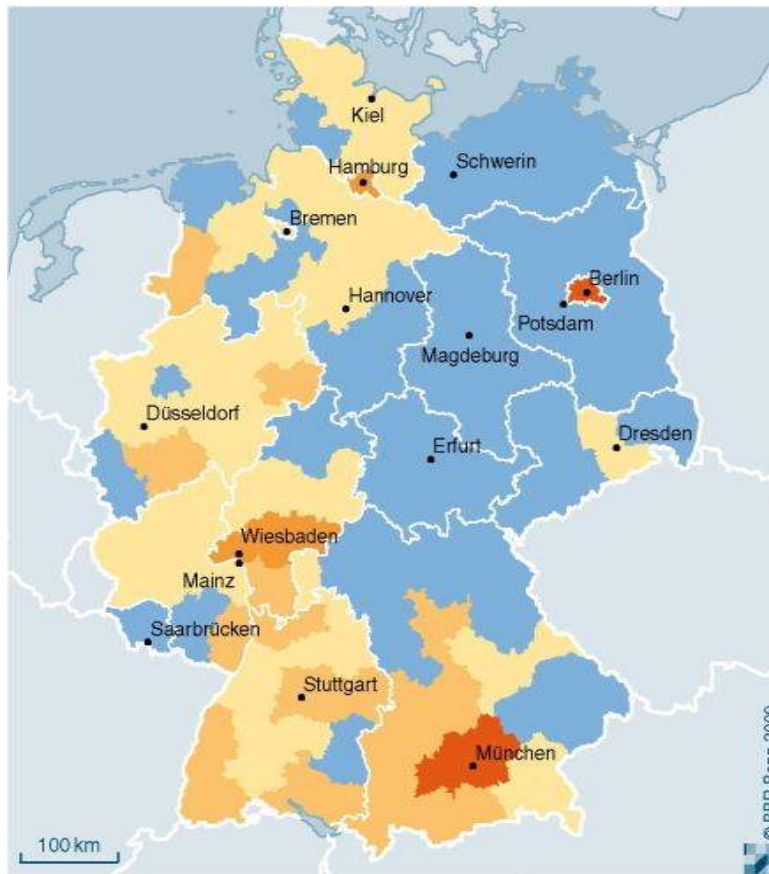 Kiel
Hamburg
Schwerin
Bremen
Berlin
Hannover
Potsdam
Magdeburg
Düsseldorf
Dresden
Erfurt
Wiesbaden
Mainz
Saarbrücken
Stuttgart
München
100 km